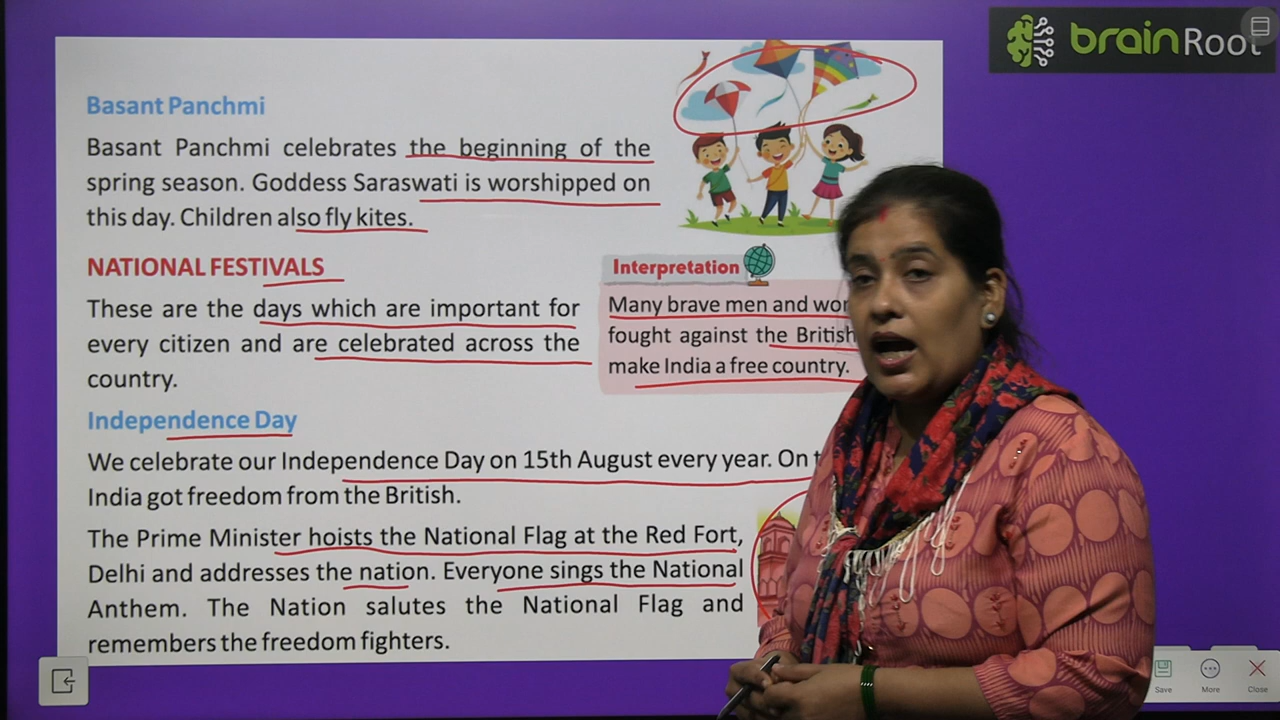 brainRoot
Basant Panchmi
Basant Panchmi celebrates the beginning of the
spring season. Goddess Saraswati is worshipped on
this day. Children also fly kites.
NATIONAL FESTIVALS
These are the days which are important for
every citizen and are celebrated across the
country.
Interpretation
Many brave men and
fought against the British
make India a free country.
Independence Day
We celebrate our Independence Day on 15th August every year. On
India got freedom from the British.
The Prime Minister hoists the National Flag at the Red Fort,
Delhi and addresses the nation. Everyone sings the National
Anthem. The Nation salutes the National Flag and
remembers the freedom fighters.
Save More Close